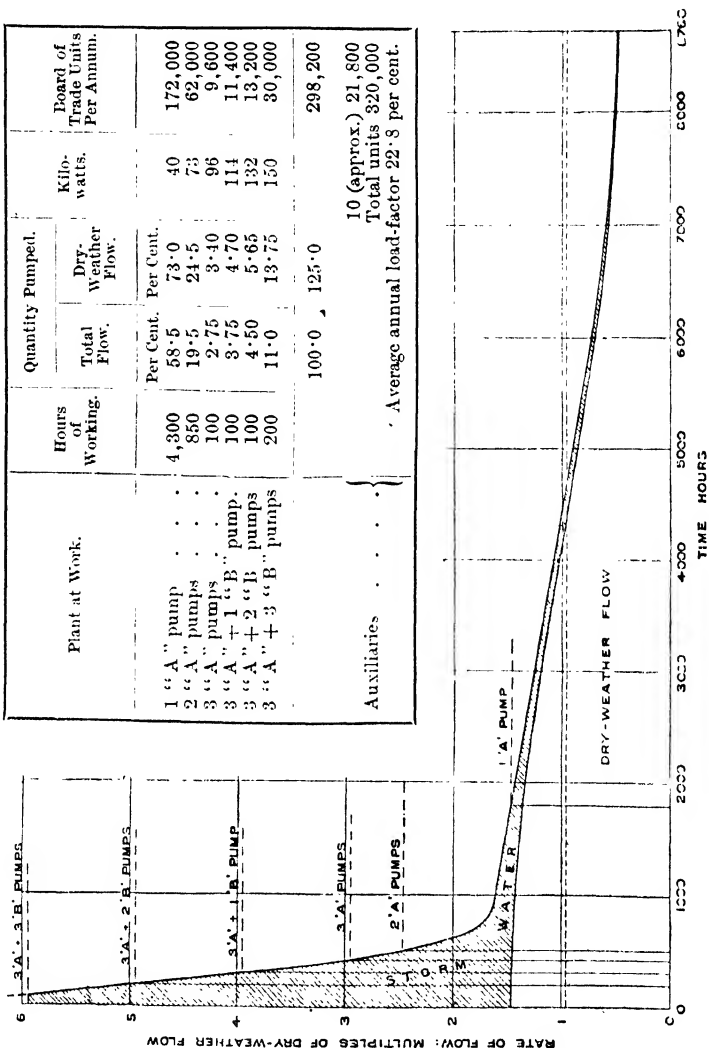 Plant at Work.
Hours
of
Working.
Quantity Pumped.
Total
Flow.
Dry-
Weather
Flow.
Kilo-
watts.
Board of
Trade Units
Per Annum.
Per Cent. Per Cent.
1 "A" pump . . . 4,300 58·5 73·0 40 172,000
2 "A" pumps . . . 850 19·5 24·5 73 62,000
3 "A" pumps . . . 100 2·75 3·40 96 9,600
3 "A" + 1 "B" pump. 100 3·75 4·70 114 11,400
3 "A" + 2 "B" pumps 100 4·50 5·65 132 13,200
3 "A" + 3 "B" pumps 200 11·0 13·75 150 30,000
100·0 125·0 298,200
Auxiliaries . . . . 10 (approx.) 21,800
Total units 320,000
Average annual load-factor 22·8 per cent.
RATE OF FLOW: MULTIPLES OF DRY-WEATHER FLOW
6
5
4
3
2
1
0
3 'A' + 3 'B' PUMPS
3 'A' + 2 'B' PUMPS
3 'A' + 1 'B' PUMP
3 'A' PUMPS
2 'A' PUMPS
1 'A' PUMP
STORM
WATER
DRY-WEATHER FLOW
0 1000 2000 3000 4000 5000 6000 7000 8000 8760
TIME HOURS